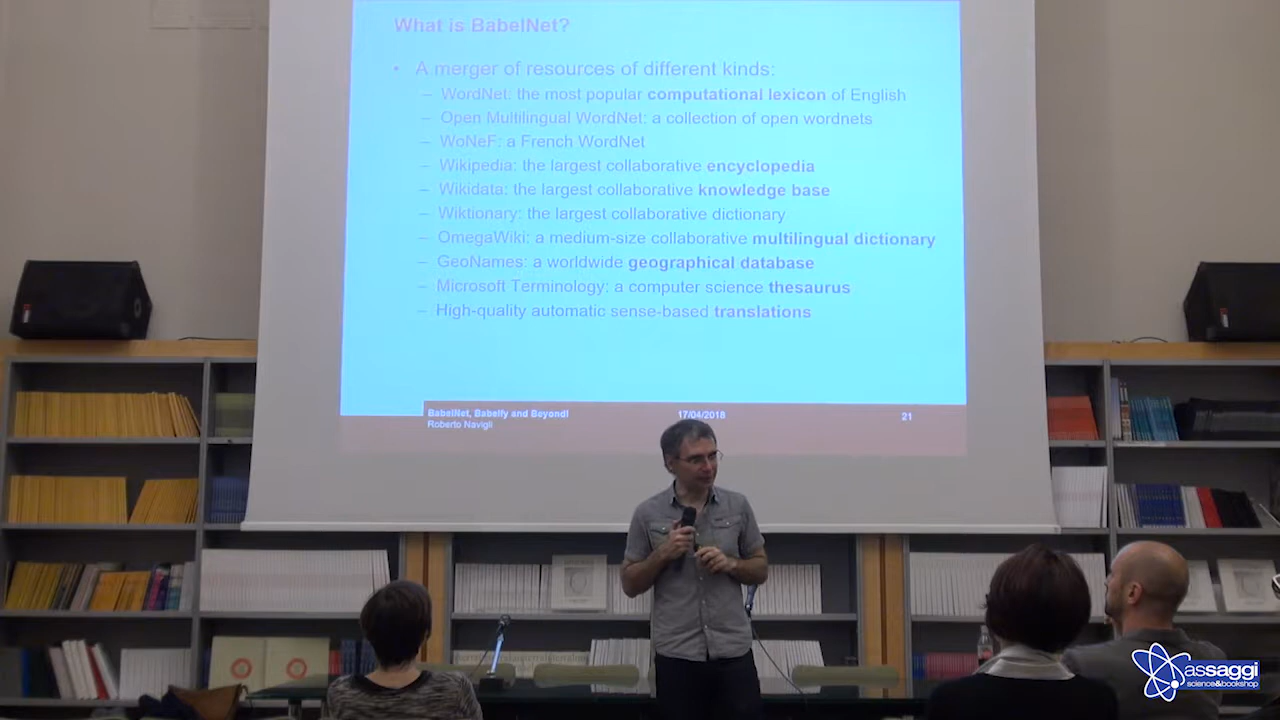 What is BabelNet?
• A merger of resources of different kinds:
– WordNet: the most popular computational lexicon of English
– Open Multilingual WordNet: a collection of open wordnets
– WoNeF: a French WordNet
– Wikipedia: the largest collaborative encyclopedia
– Wikidata: the largest collaborative knowledge base
– Wiktionary: the largest collaborative dictionary
– OmegaWiki: a medium-size collaborative multilingual dictionary
– GeoNames: a worldwide geographical database
– Microsoft Terminology: a computer science thesaurus
– High-quality automatic sense-based translations
BabelNet, Babelfy and Beyond! 17/04/2018 21
Roberto Navigli
assaggi
science&bookshop